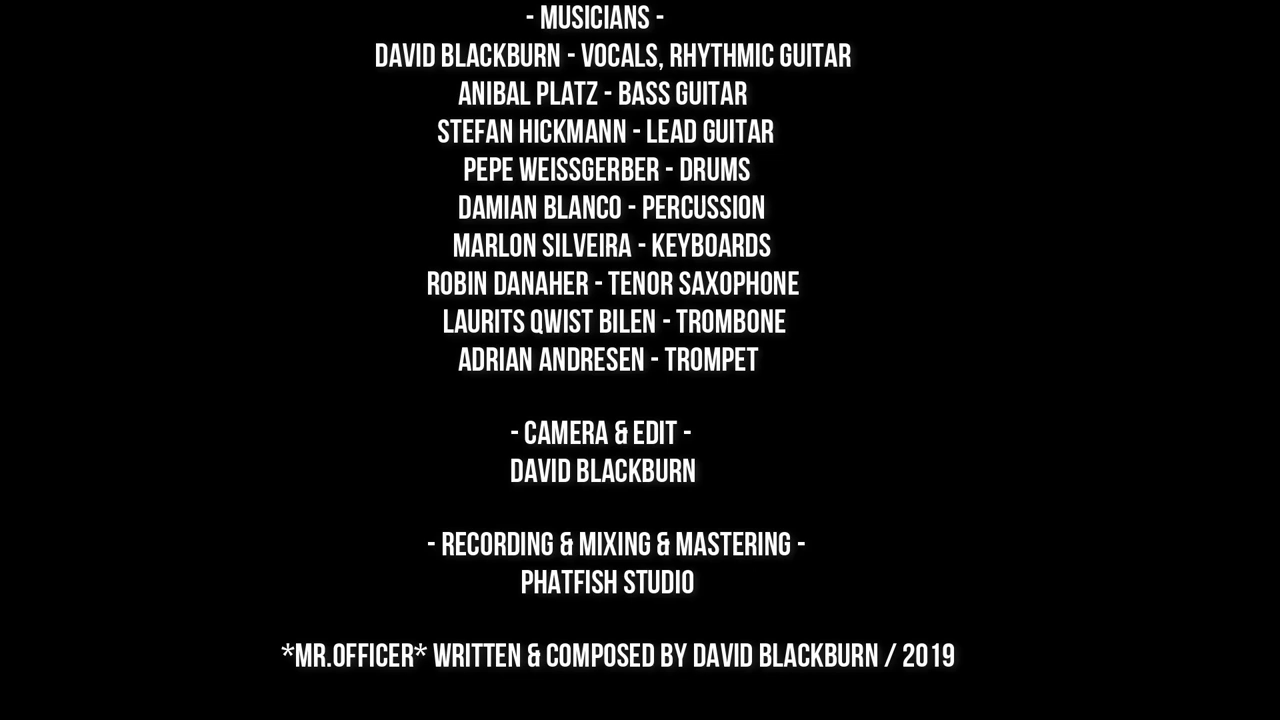 - MUSICIANS -
DAVID BLACKBURN - VOCALS, RHYTHMIC GUITAR
ANIBAL PLATZ - BASS GUITAR
STEFAN HICKMANN - LEAD GUITAR
PEPE WEISSGERBER - DRUMS
DAMIAN BLANCO - PERCUSSION
MARLON SILVEIRA - KEYBOARDS
ROBIN DANAHER - TENOR SAXOPHONE
LAURITS QWIST BILEN - TROMBONE
ADRIAN ANDRESEN - TROMPET
- CAMERA & EDIT -
DAVID BLACKBURN
- RECORDING & MIXING & MASTERING -
PHATFISH STUDIO
*MR.OFFICER* WRITTEN & COMPOSED BY DAVID BLACKBURN / 2019